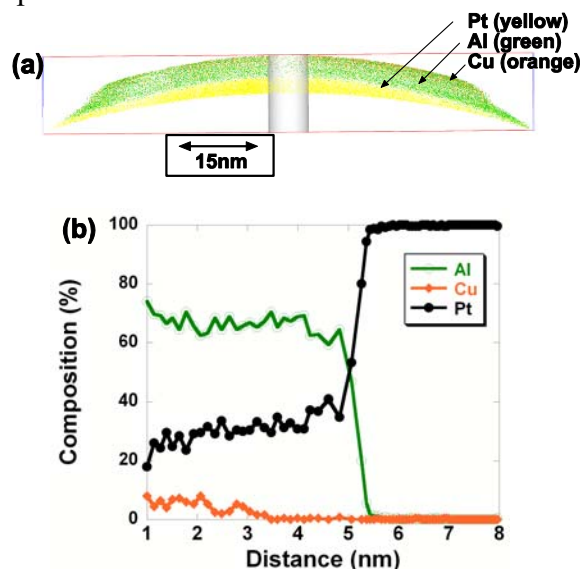 Pt (yellow)
Al (green)
Cu (orange)
(a)
15nm
(b)
100
80
60
40
20
0
Composition (%)
Al
Cu
Pt
1 2 3 4 5 6 7 8
Distance (nm)